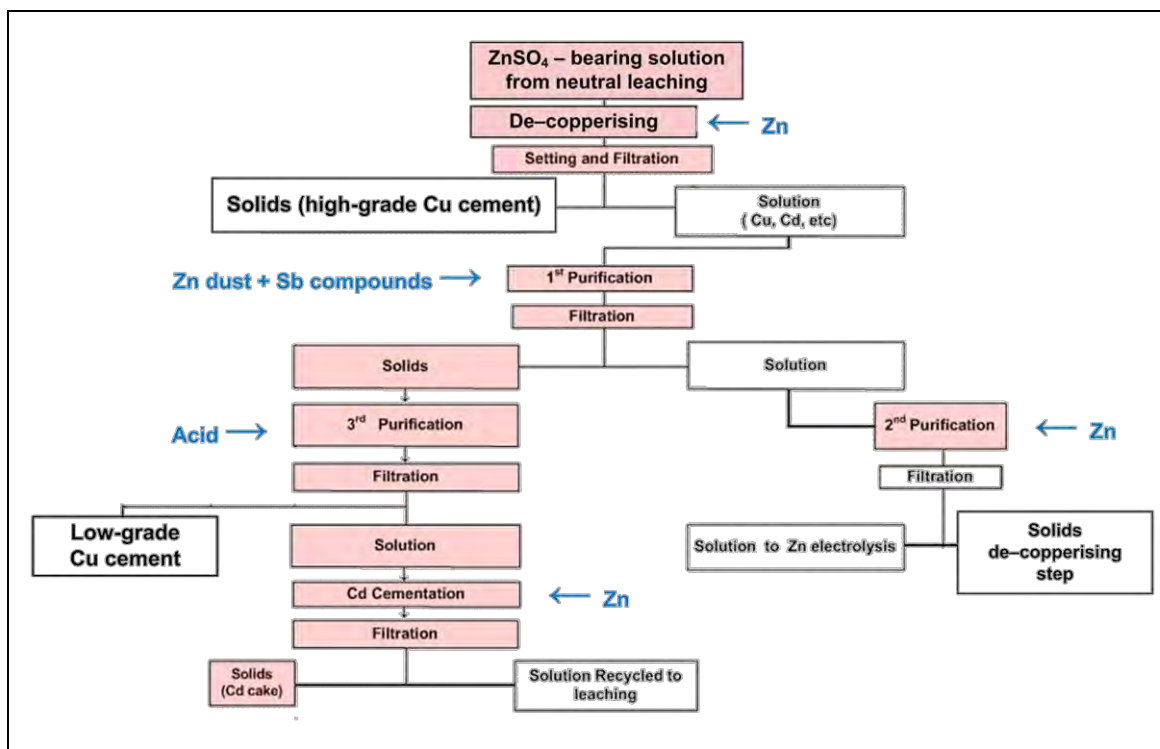 ZnSO₄ – bearing solution
from neutral leaching
De–copperising
← Zn
Setting and Filtration
Solids (high-grade Cu cement)
Solution
( Cu, Cd, etc)
Zn dust + Sb compounds →
1st Purification
Filtration
Solids
Solution
Acid →
3rd Purification
2nd Purification
← Zn
Filtration
Filtration
Low-grade
Cu cement
Solution
Solution to Zn electrolysis
Solids
de–copperising
step
Cd Cementation
← Zn
Filtration
Solids
(Cd cake)
Solution Recycled to
leaching